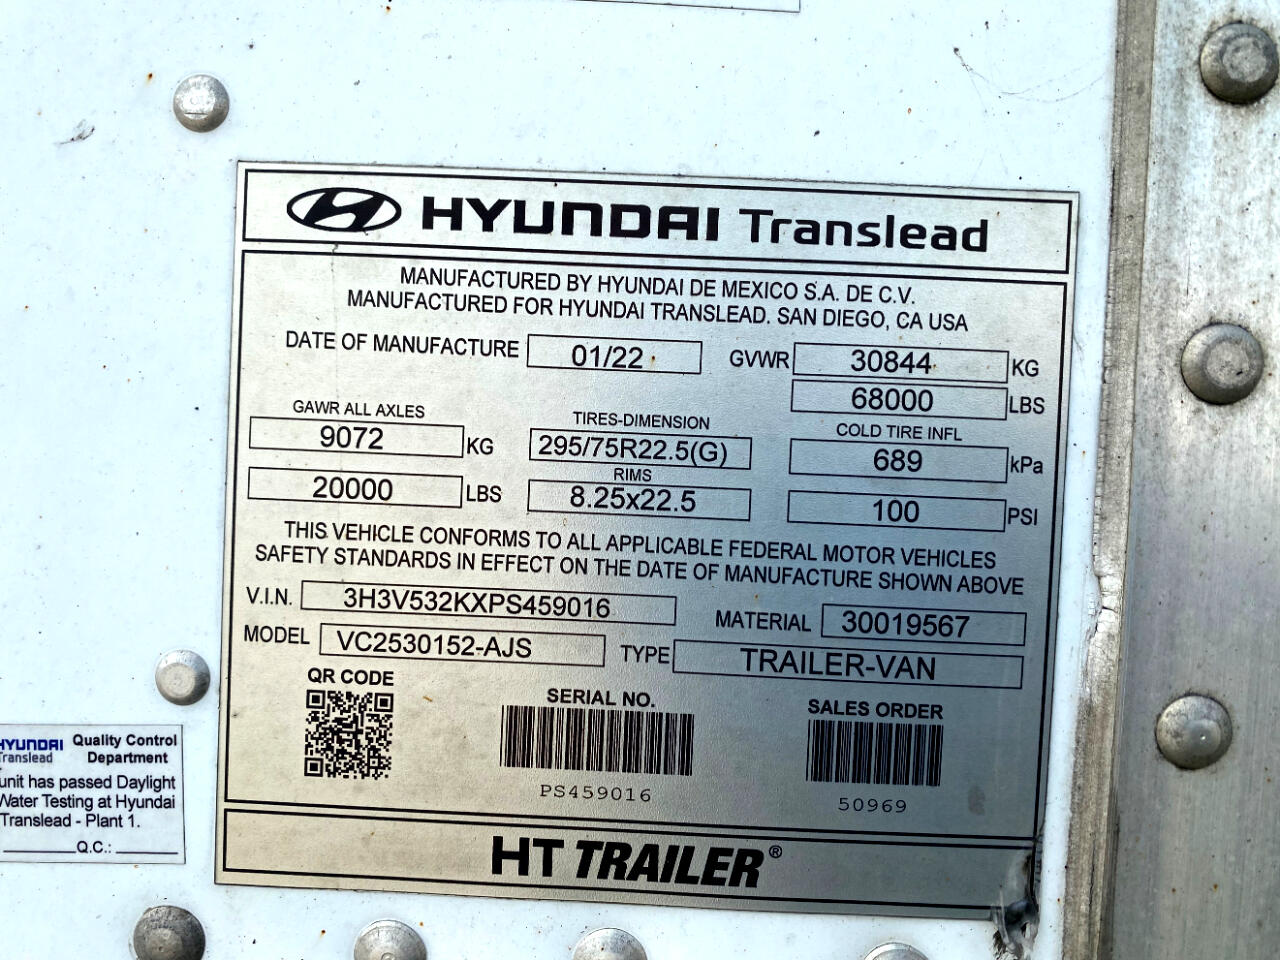 HYUNDAI Translead
MANUFACTURED BY HYUNDAI DE MEXICO S.A. DE C.V.
MANUFACTURED FOR HYUNDAI TRANSLEAD. SAN DIEGO, CA USA
DATE OF MANUFACTURE 01/22 GVWR 30844 KG
68000 LBS
GAWR ALL AXLES TIRES-DIMENSION COLD TIRE INFL
9072 KG 295/75R22.5(G) 689 kPa
RIMS
20000 LBS 8.25x22.5 100 PSI
THIS VEHICLE CONFORMS TO ALL APPLICABLE FEDERAL MOTOR VEHICLES
SAFETY STANDARDS IN EFFECT ON THE DATE OF MANUFACTURE SHOWN ABOVE
V.I.N. 3H3V532KXPS459016 MATERIAL 30019567
MODEL VC2530152-AJS TYPE TRAILER-VAN
QR CODE SERIAL NO. SALES ORDER
PS459016 50969
HT TRAILER®
HYUNDAI Translead Quality Control Department
unit has passed Daylight
Water Testing at Hyundai
Translead - Plant 1.
Q.C.: